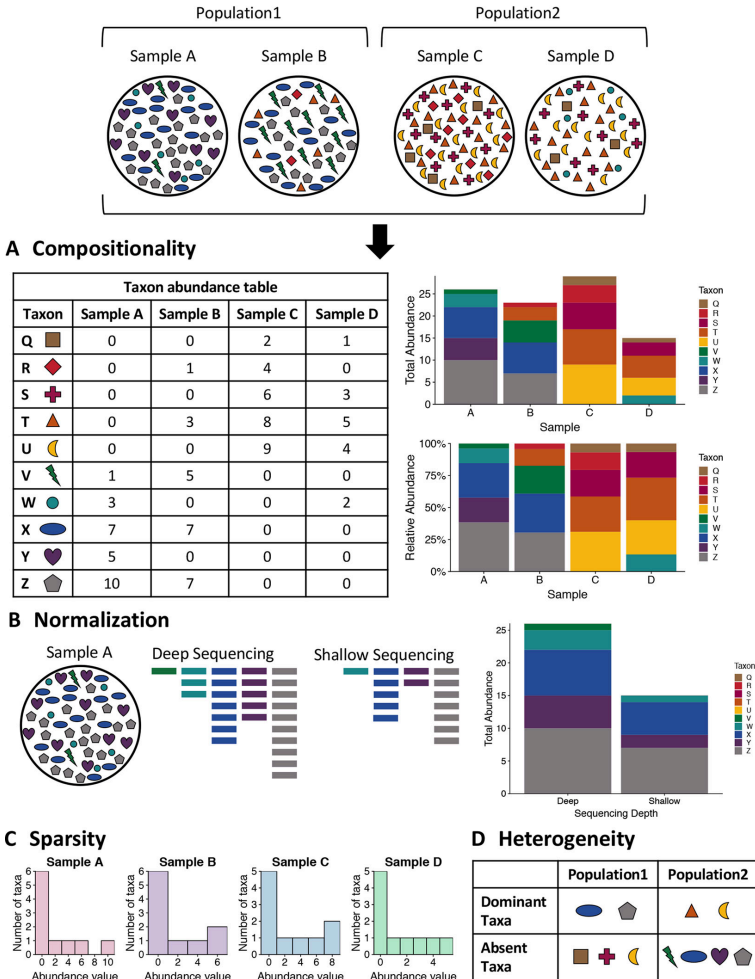 Population1 Population2
Sample A Sample B Sample C Sample D
A Compositionality
Taxon abundance table
Taxon Sample A Sample B Sample C Sample D
Q 0 0 2 1
R 0 1 4 0
S 0 0 6 3
T 0 3 8 5
U 0 0 9 4
V 1 5 0 0
W 3 0 0 2
X 7 7 0 0
Y 5 0 0 0
Z 10 7 0 0
Total Abundance
25
20
15
10
5
0
A B C D
Sample
Taxon
Q
R
S
T
U
V
W
X
Y
Z
Relative Abundance
100%
75%
50%
25%
0%
A B C D
Sample
Taxon
Q
R
S
T
U
V
W
X
Y
Z
B Normalization
Sample A Deep Sequencing Shallow Sequencing
Total Abundance
25
20
15
10
5
0
Deep Shallow
Sequencing Depth
Taxon
Q
R
S
T
U
V
W
X
Y
Z
C Sparsity
Sample A
Number of taxa
6
5
4
3
2
1
0
0 2 4 6 8 10
Abundance value
Sample B
Number of taxa
6
5
4
3
2
1
0
0 2 4 6
Abundance value
Sample C
Number of taxa
5
4
3
2
1
0
0 2 4 6 8
Abundance value
Sample D
Number of taxa
5
4
3
2
1
0
0 2 4
Abundance value
D Heterogeneity
Population1 Population2
Dominant
Taxa
Absent
Taxa